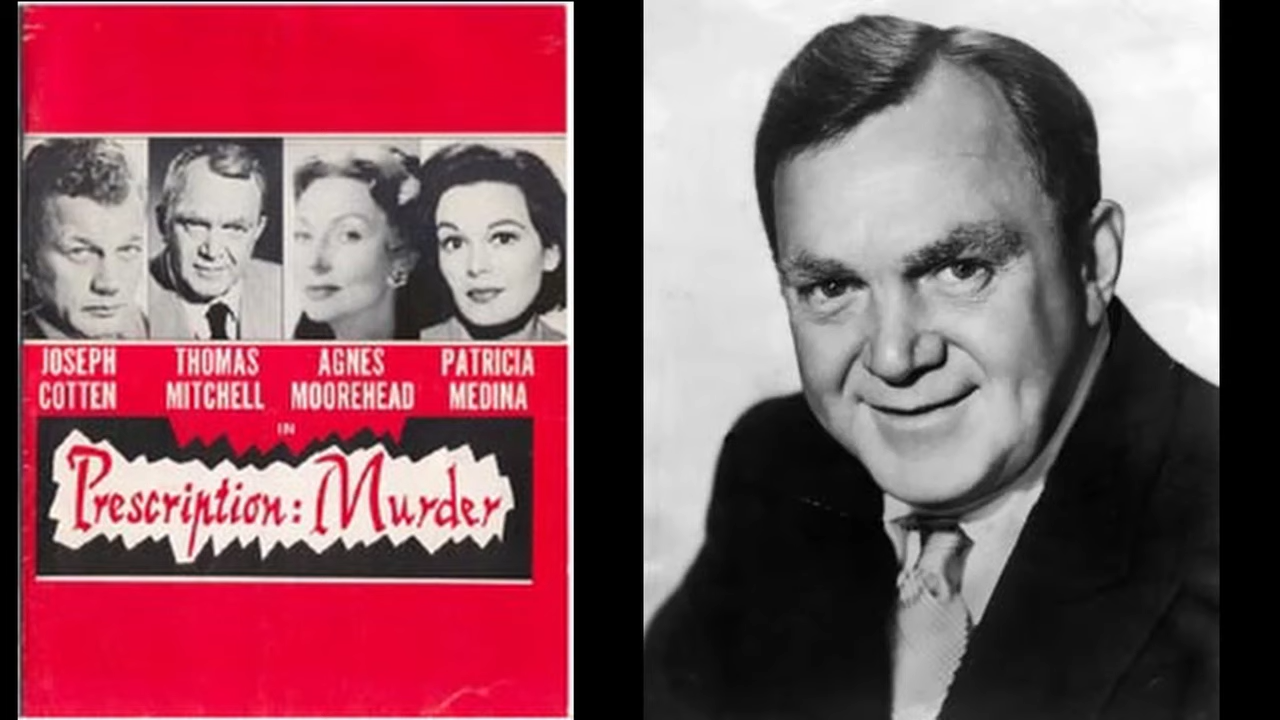 JOSEPH COTTEN
THOMAS MITCHELL
AGNES MOOREHEAD
PATRICIA MEDINA
IN
Prescription: Murder